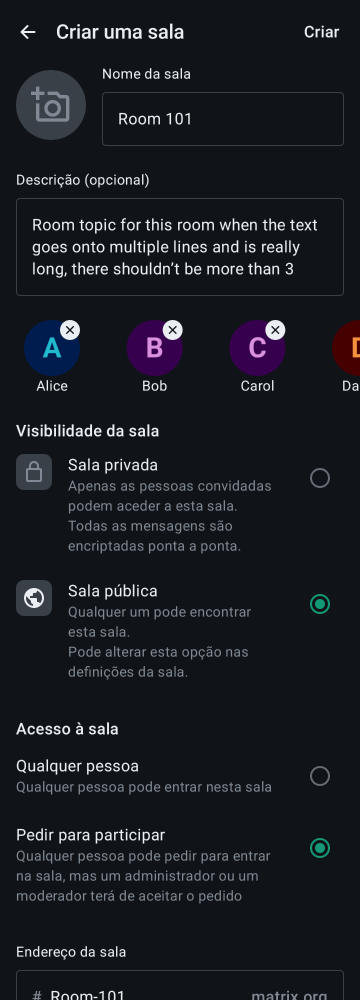 Criar uma sala
Criar
Nome da sala
Room 101
Descrição (opcional)
Room topic for this room when the text
goes onto multiple lines and is really
long, there shouldn’t be more than 3
A
B
C
Alice
Bob
Carol
Da
Visibilidade da sala
Sala privada
Apenas as pessoas convidadas
podem aceder a esta sala.
Todas as mensagens são
encriptadas ponta a ponta.
Sala pública
Qualquer um pode encontrar
esta sala.
Pode alterar esta opção nas
definições da sala.
Acesso à sala
Qualquer pessoa
Qualquer pessoa pode entrar nesta sala
Pedir para participar
Qualquer pessoa pode pedir para entrar
na sala, mas um administrador ou um
moderador terá de aceitar o pedido
Endereço da sala
# Room-101 matrix.org